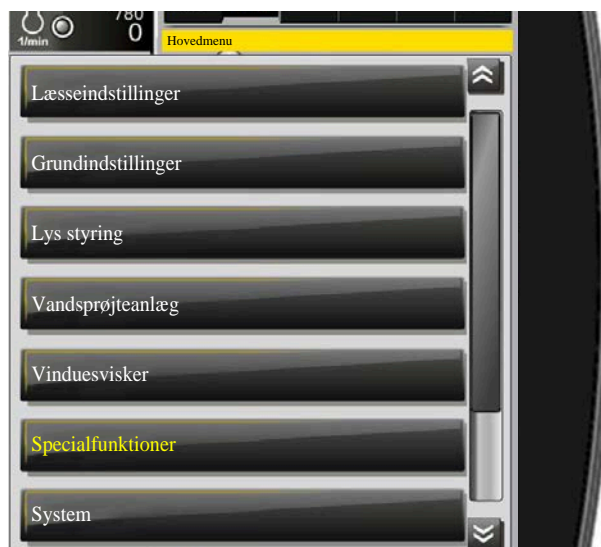 780
1/min
0
Hovedmenu
Læsseindstillinger
Grundindstillinger
Lys styring
Vandsprøjteanlæg
Vinduesvisker
Specialfunktioner
System